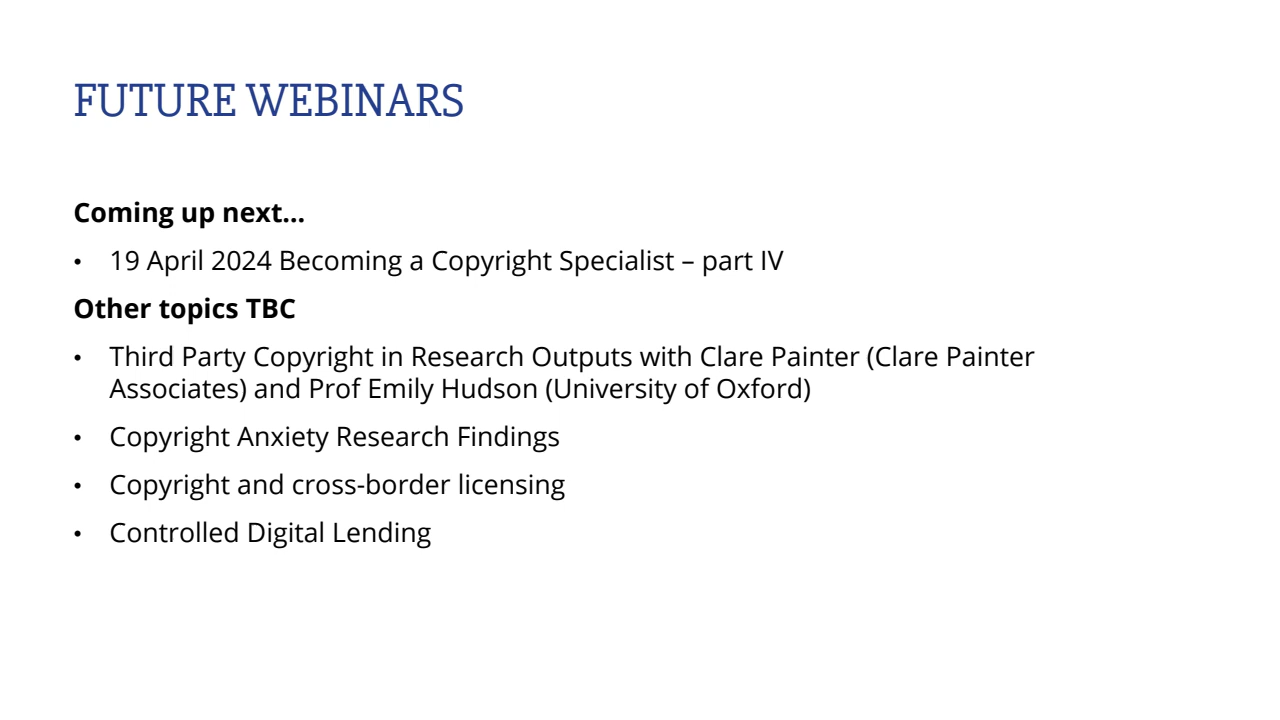 FUTURE WEBINARS
Coming up next…
• 19 April 2024 Becoming a Copyright Specialist – part IV
Other topics TBC
• Third Party Copyright in Research Outputs with Clare Painter (Clare Painter
Associates) and Prof Emily Hudson (University of Oxford)
• Copyright Anxiety Research Findings
• Copyright and cross-border licensing
• Controlled Digital Lending